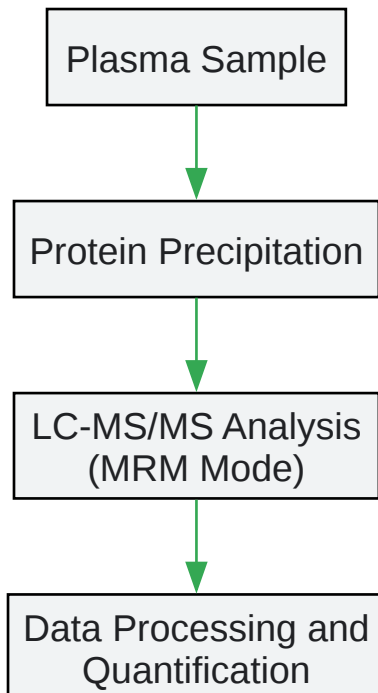 Plasma Sample
Protein Precipitation
LC-MS/MS Analysis
(MRM Mode)
Data Processing and
Quantification